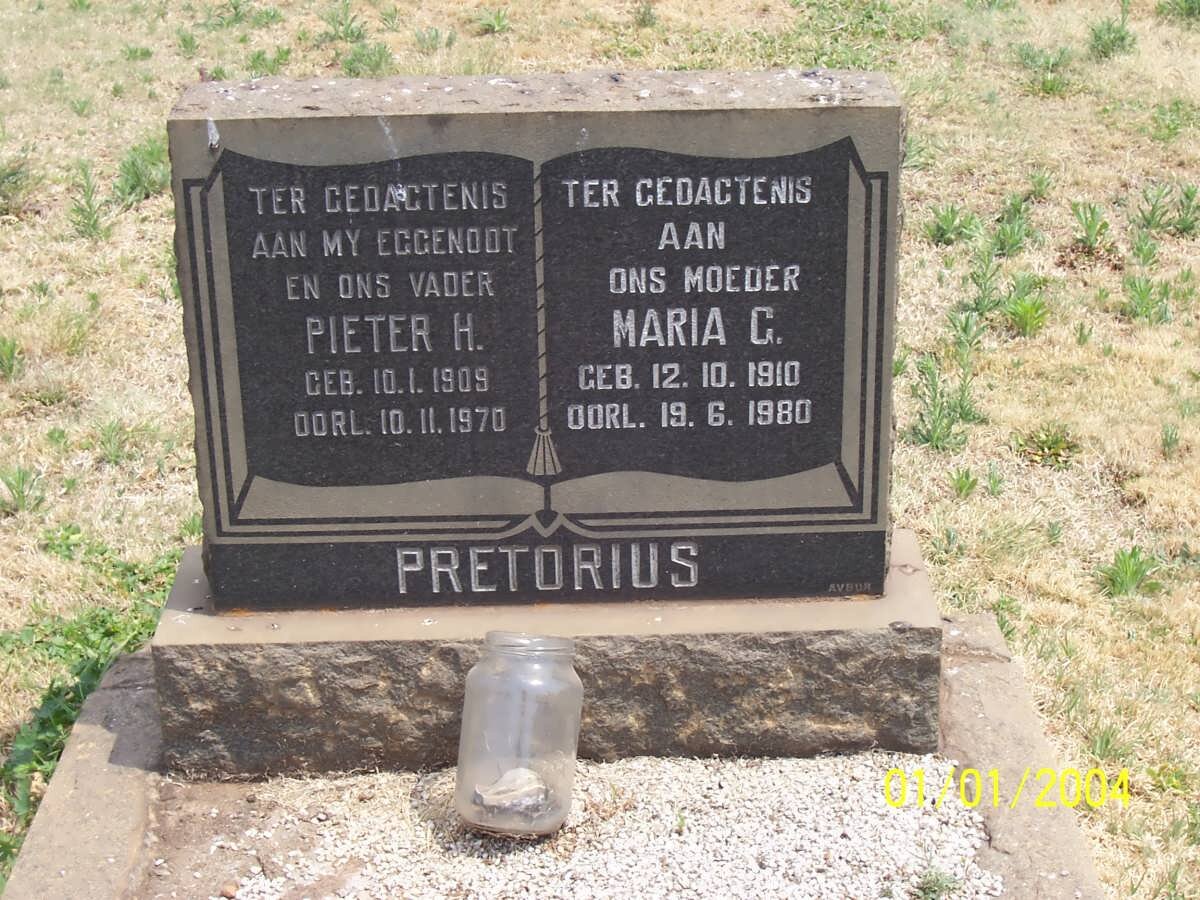 TER GEDAGTENIS
AAN MY EGGENOOT
EN ONS VADER
PIETER H.
GEB. 10.1.1909
OORL. 10.11.1970
TER GEDAGTENIS
AAN
ONS MOEDER
MARIA G.
GEB. 12.10.1910
OORL. 19.6.1980
PRETORIUS
AVBOB
01/01/2004